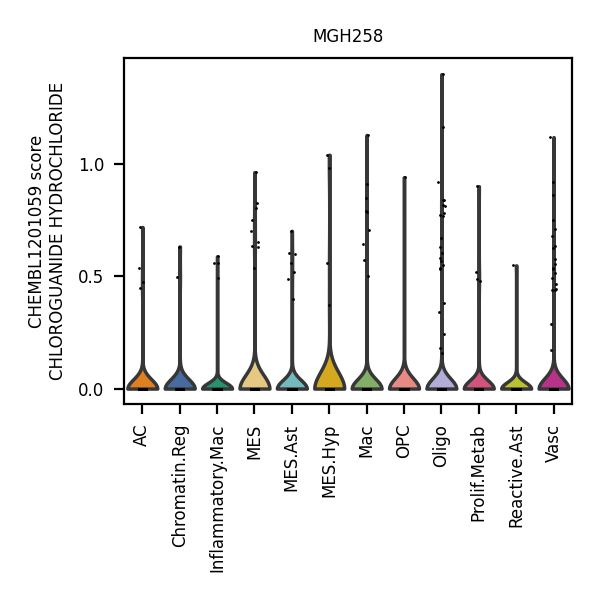 MGH258
CHEMBL1201059 score
CHLOROGUANIDE HYDROCHLORIDE
1.0
0.5
0.0
AC
Chromatin.Reg
Inflammatory.Mac
MES
MES.Ast
MES.Hyp
Mac
OPC
Oligo
Prolif.Metab
Reactive.Ast
Vasc